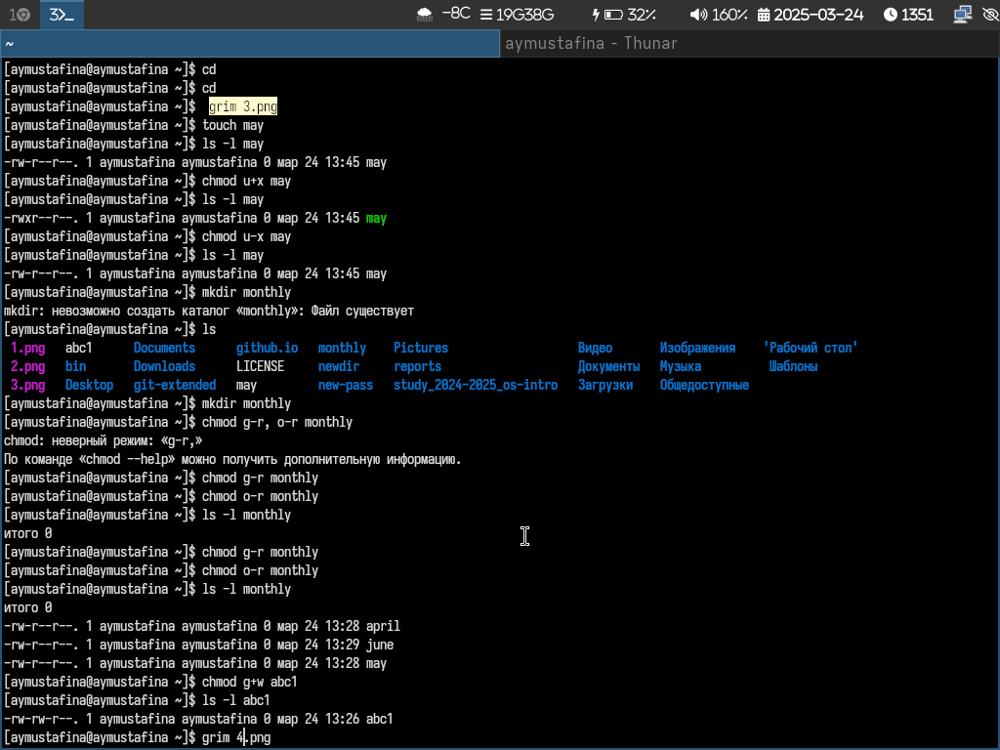 1
3>_
-8C
19G38G
32%
160%
2025-03-24
1351
~
aymustafina - Thunar
[aymustafina@aymustafina ~]$ cd
[aymustafina@aymustafina ~]$ cd
[aymustafina@aymustafina ~]$  grim 3.png
[aymustafina@aymustafina ~]$ touch may
[aymustafina@aymustafina ~]$ ls -l may
-rw-r--r--. 1 aymustafina aymustafina 0 мар 24 13:45 may
[aymustafina@aymustafina ~]$ chmod u+x may
[aymustafina@aymustafina ~]$ ls -l may
-rwxr--r--. 1 aymustafina aymustafina 0 мар 24 13:45 may
[aymustafina@aymustafina ~]$ chmod u-x may
[aymustafina@aymustafina ~]$ ls -l may
-rw-r--r--. 1 aymustafina aymustafina 0 мар 24 13:45 may
[aymustafina@aymustafina ~]$ mkdir monthly
mkdir: невозможно создать каталог «monthly»: Файл существует
[aymustafina@aymustafina ~]$ ls
1.png abc1 Documents github.io monthly Pictures Видео Изображения 'Рабочий стол'
2.png bin Downloads LICENSE newdir reports Документы Музыка Шаблоны
3.png Desktop git-extended may new-pass study_2024-2025_os-intro Загрузки Общедоступные
[aymustafina@aymustafina ~]$ mkdir monthly
[aymustafina@aymustafina ~]$ chmod g-r, o-r monthly
chmod: неверный режим: «g-r,»
По команде «chmod --help» можно получить дополнительную информацию.
[aymustafina@aymustafina ~]$ chmod g-r monthly
[aymustafina@aymustafina ~]$ chmod o-r monthly
[aymustafina@aymustafina ~]$ ls -l monthly
итого 0
[aymustafina@aymustafina ~]$ chmod g-r monthly
[aymustafina@aymustafina ~]$ chmod o-r monthly
[aymustafina@aymustafina ~]$ ls -l monthly
итого 0
-rw-r--r--. 1 aymustafina aymustafina 0 мар 24 13:28 april
-rw-r--r--. 1 aymustafina aymustafina 0 мар 24 13:29 june
-rw-r--r--. 1 aymustafina aymustafina 0 мар 24 13:28 may
[aymustafina@aymustafina ~]$ chmod g+w abc1
[aymustafina@aymustafina ~]$ ls -l abc1
-rw-rw-r--. 1 aymustafina aymustafina 0 мар 24 13:26 abc1
[aymustafina@aymustafina ~]$ grim 4.png